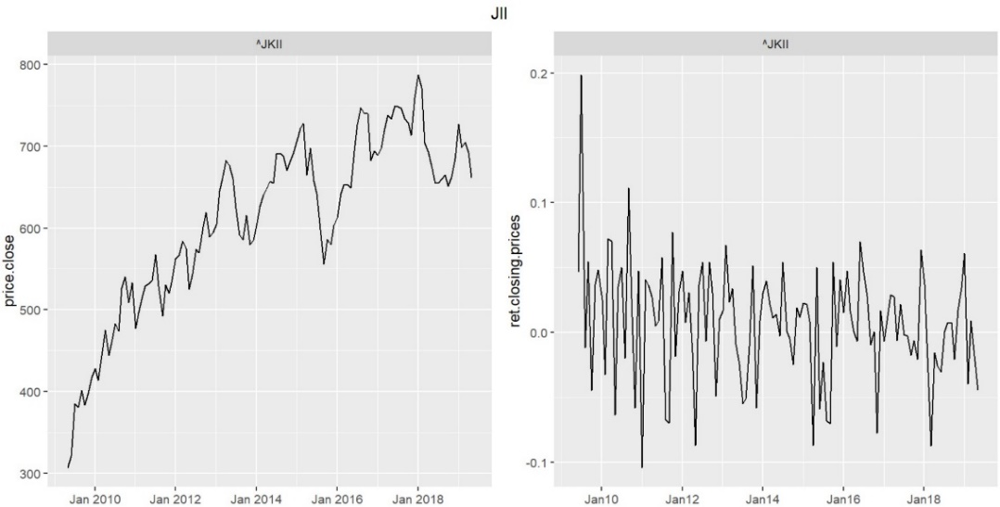 JII
^JKII
price.close
800
700
600
500
400
300
Jan 2010 Jan 2012 Jan 2014 Jan 2016 Jan 2018
^JKII
ret.closing.prices
0.2
0.1
0.0
-0.1
Jan10 Jan12 Jan14 Jan16 Jan18